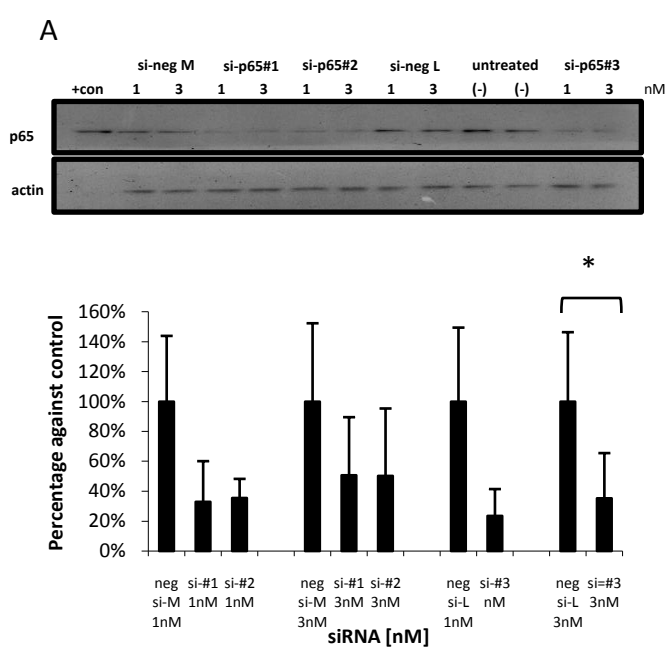 A
si-neg M si-p65#1 si-p65#2 si-neg L untreated si-p65#3
+con 1 3 1 3 1 3 1 3 (-) (-) 1 3 nM
p65
actin
*
Percentage against control
160%
140%
120%
100%
80%
60%
40%
20%
0%
neg si-#1 si-#2 neg si-#1 si-#2 neg si-#3 neg si=#3
si-M 1nM 1nM si-M 3nM 3nM si-L nM si-L 3nM
1nM 3nM 1nM 3nM
siRNA [nM]